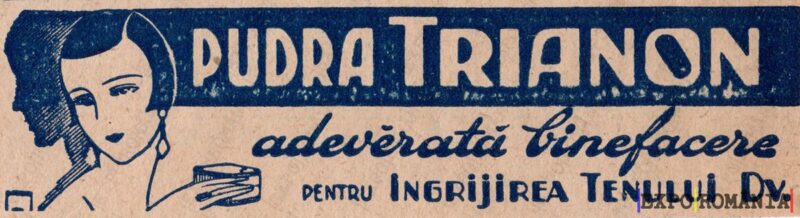 PUDRA TRIANON
adevĕrată binefacere
PENTRU INGRIJIREA TENULUI DV.
EXPO ROMANIA